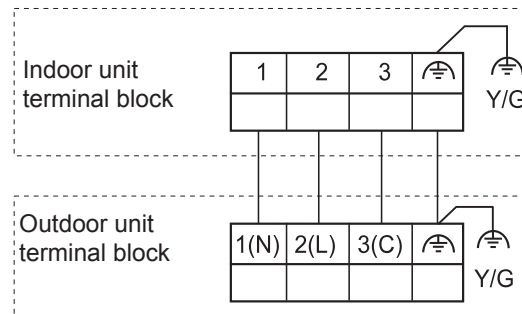 Indoor unit
terminal block
1 2 3
Y/G
Outdoor unit
terminal block
1(N) 2(L) 3(C)
Y/G